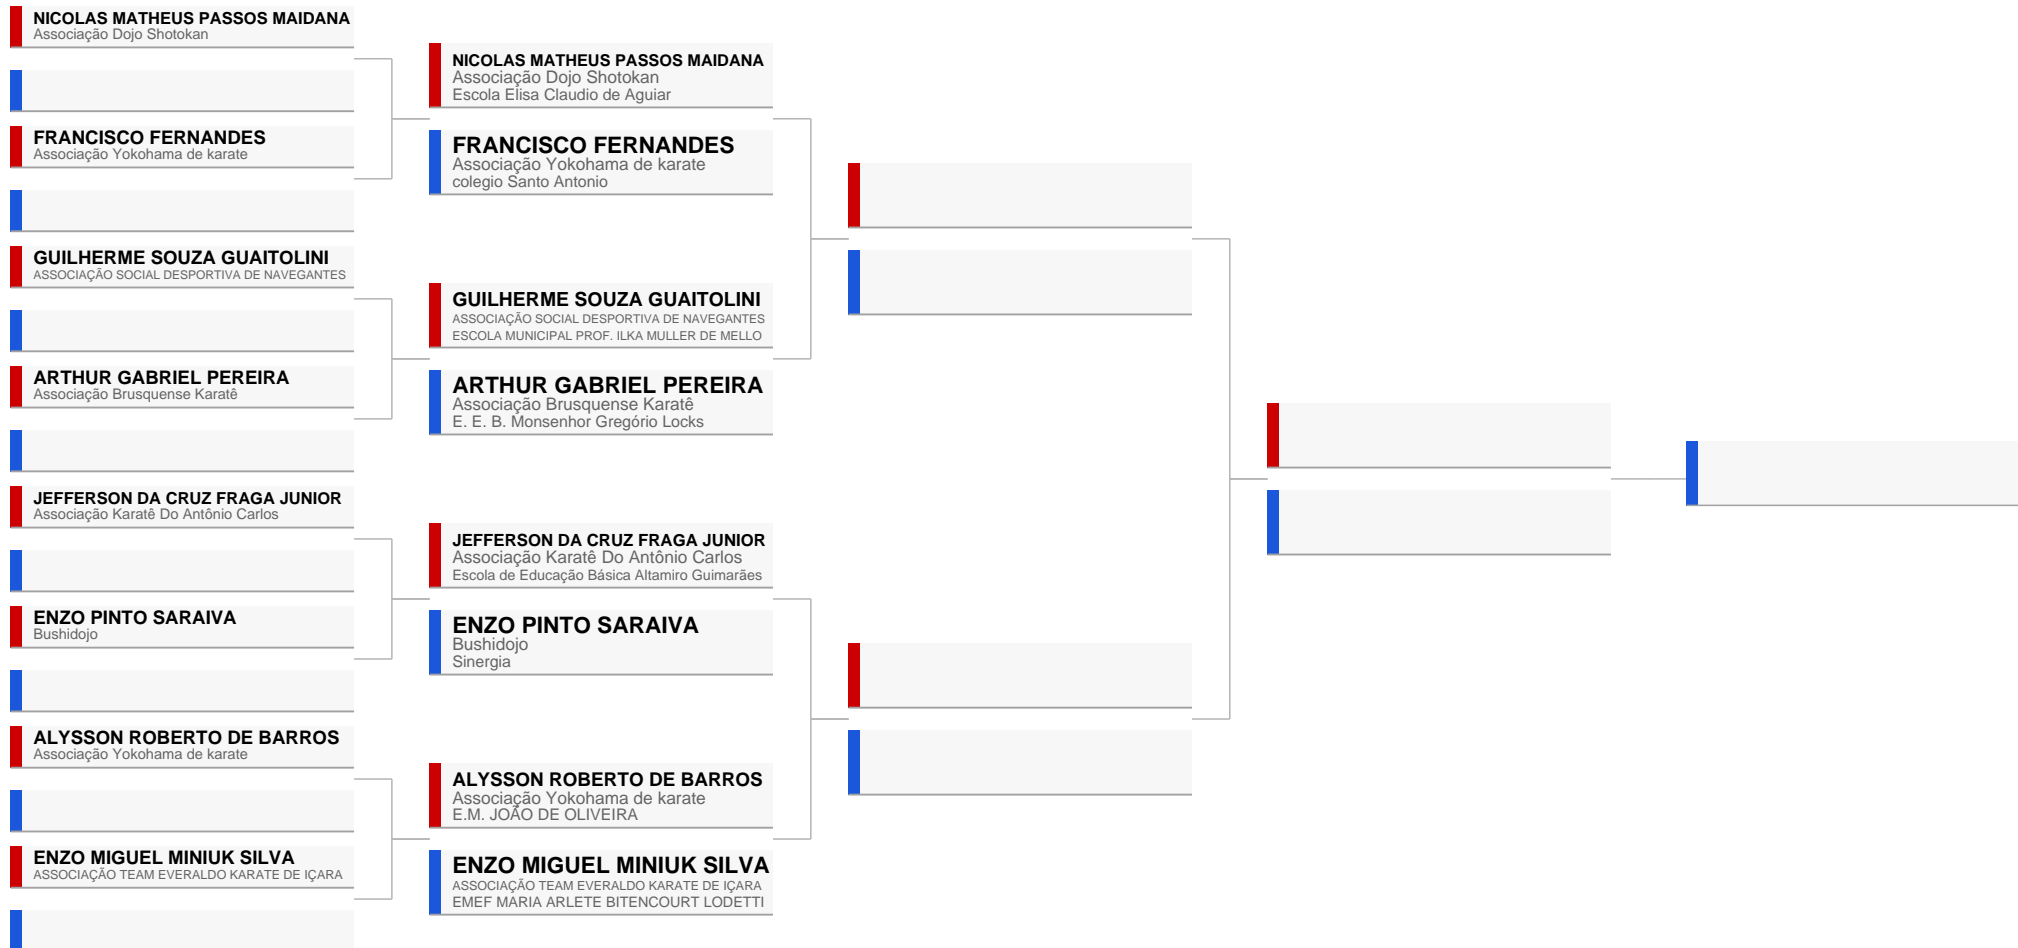 NICOLAS MATHEUS PASSOS MAIDANA
Associação Dojo Shotokan
FRANCISCO FERNANDES
Associação Yokohama de karate
GUILHERME SOUZA GUAITOLINI
ASSOCIAÇÃO SOCIAL DESPORTIVA DE NAVEGANTES
ARTHUR GABRIEL PEREIRA
Associação Brusquense Karatê
JEFFERSON DA CRUZ FRAGA JUNIOR
Associação Karatê Do Antônio Carlos
ENZO PINTO SARAIVA
Bushidojo
ALYSSON ROBERTO DE BARROS
Associação Yokohama de karate
ENZO MIGUEL MINIUK SILVA
ASSOCIAÇÃO TEAM EVERALDO KARATE DE IÇARA
NICOLAS MATHEUS PASSOS MAIDANA
Associação Dojo Shotokan
Escola Elisa Claudio de Aguiar
FRANCISCO FERNANDES
Associação Yokohama de karate
colegio Santo Antonio
GUILHERME SOUZA GUAITOLINI
ASSOCIAÇÃO SOCIAL DESPORTIVA DE NAVEGANTES
ESCOLA MUNICIPAL PROF. ILKA MULLER DE MELLO
ARTHUR GABRIEL PEREIRA
Associação Brusquense Karatê
E. E. B. Monsenhor Gregório Locks
JEFFERSON DA CRUZ FRAGA JUNIOR
Associação Karatê Do Antônio Carlos
Escola de Educação Básica Altamiro Guimarães
ENZO PINTO SARAIVA
Bushidojo
Sinergia
ALYSSON ROBERTO DE BARROS
Associação Yokohama de karate
E.M. JOÃO DE OLIVEIRA
ENZO MIGUEL MINIUK SILVA
ASSOCIAÇÃO TEAM EVERALDO KARATE DE IÇARA
EMEF MARIA ARLETE BITENCOURT LODETTI